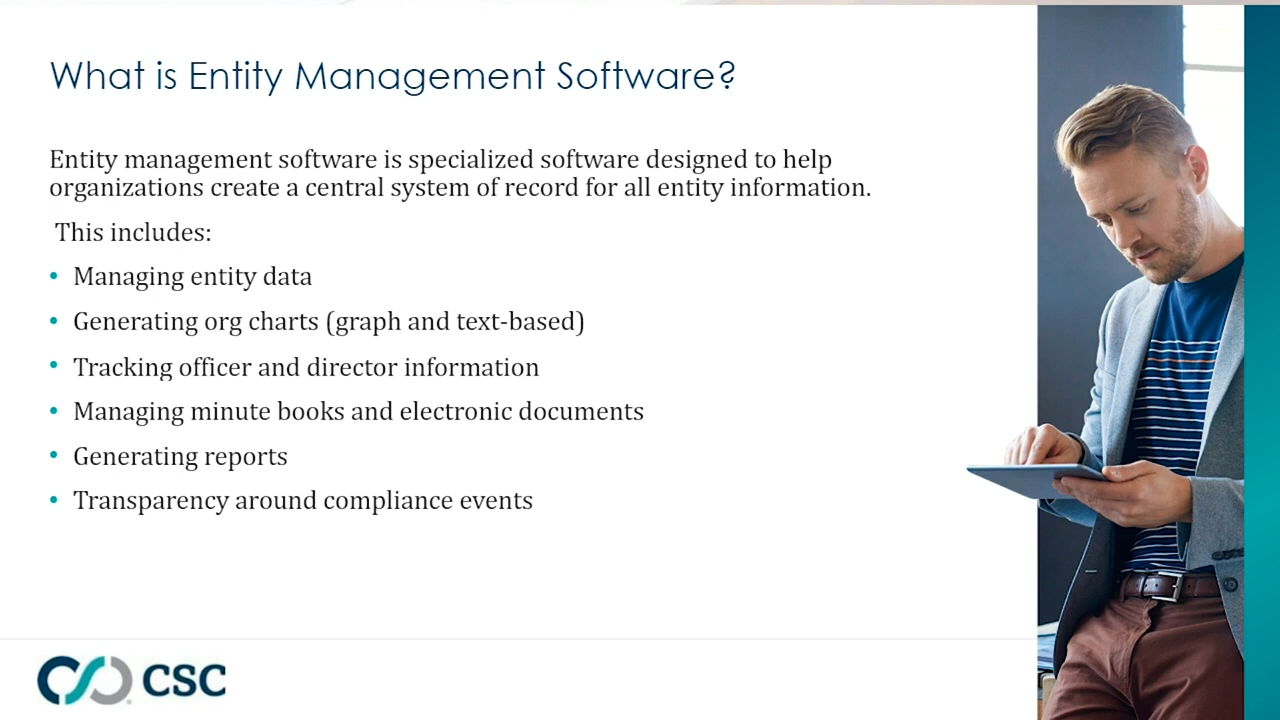 What is Entity Management Software?
Entity management software is specialized software designed to help
organizations create a central system of record for all entity information.
This includes:
• Managing entity data
• Generating org charts (graph and text-based)
• Tracking officer and director information
• Managing minute books and electronic documents
• Generating reports
• Transparency around compliance events
CSC